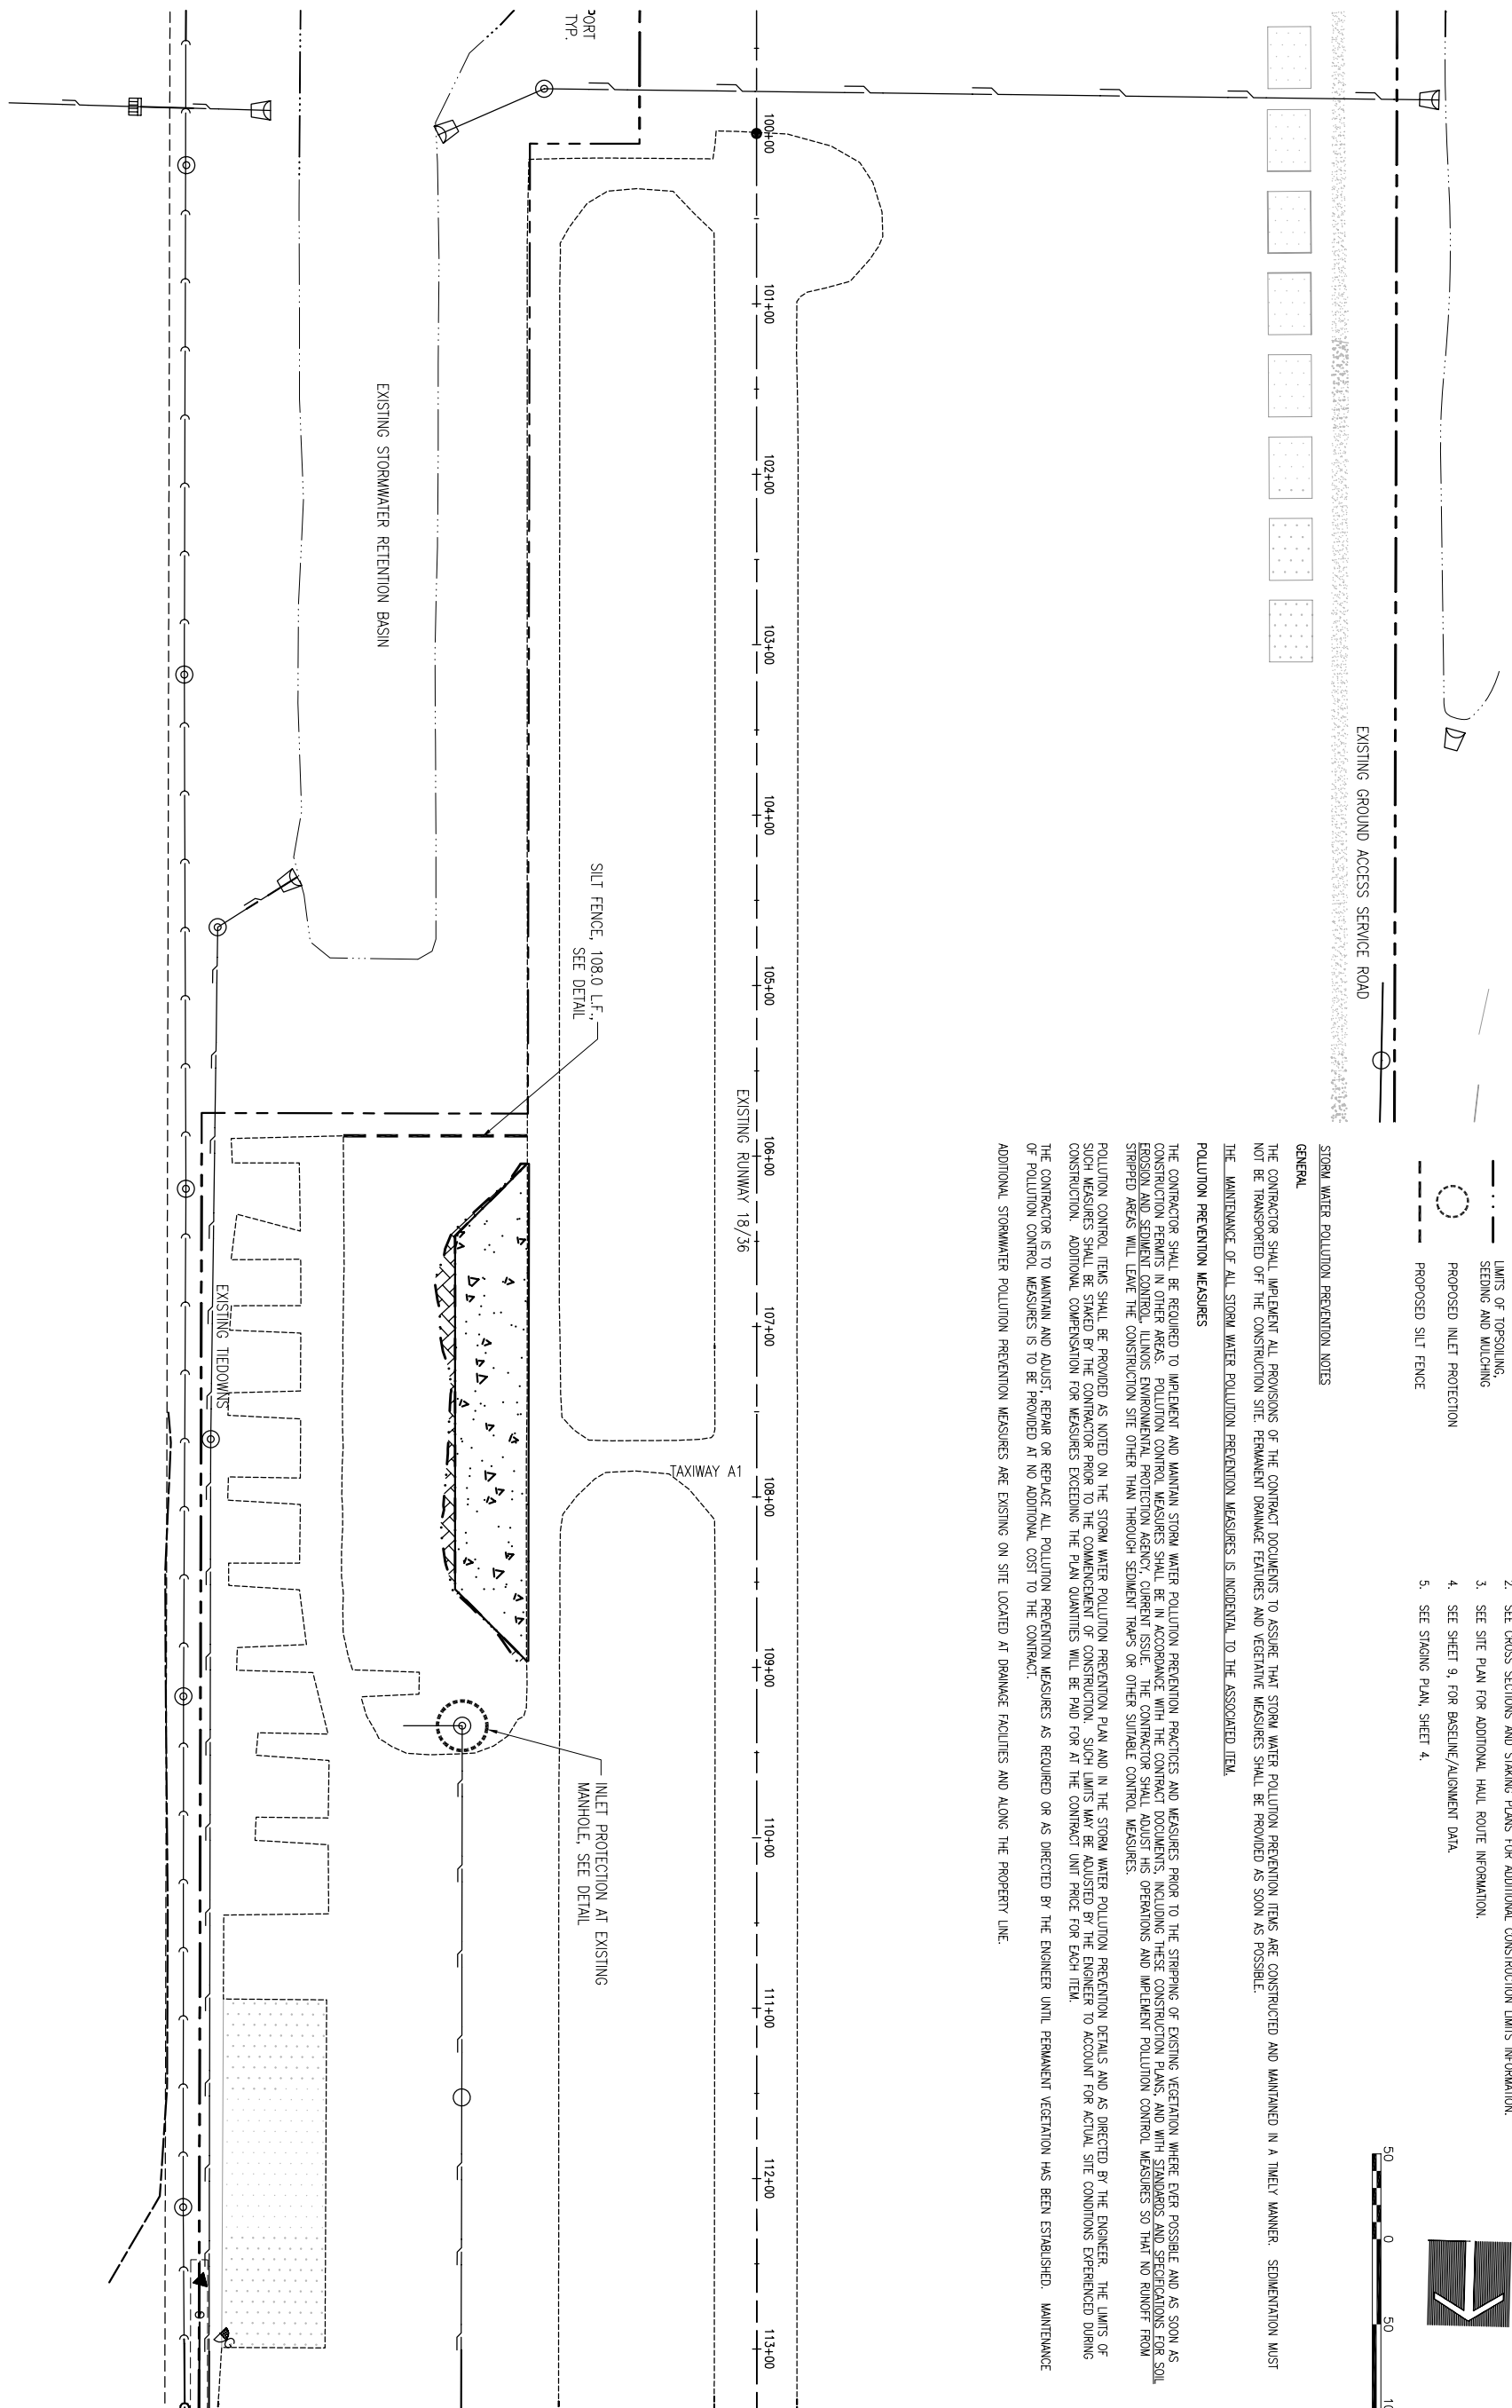 LIMITS OF TOPSOILING,
SEEDING AND MULCHING
PROPOSED INLET PROTECTION
PROPOSED SILT FENCE
2. SEE CROSS SECTIONS AND STAKING PLANS FOR ADDITIONAL CONSTRUCTION LIMITS INFORMATION.
3. SEE SITE PLAN FOR ADDITIONAL HAUL ROUTE INFORMATION.
4. SEE SHEET 9, FOR BASELINE/ALIGNMENT DATA.
5. SEE STAGING PLAN, SHEET 4.
50
0
50
STORM WATER POLLUTION PREVENTION NOTES
GENERAL
THE CONTRACTOR SHALL IMPLEMENT ALL PROVISIONS OF THE CONTRACT DOCUMENTS TO ASSURE THAT STORM WATER POLLUTION PREVENTION ITEMS ARE CONSTRUCTED AND MAINTAINED IN A TIMELY MANNER. SEDIMENTATION MUST
NOT BE TRANSPORTED OFF THE CONSTRUCTION SITE. PERMANENT DRAINAGE FEATURES AND VEGETATIVE MEASURES SHALL BE PROVIDED AS SOON AS POSSIBLE.
THE MAINTENANCE OF ALL STORM WATER POLLUTION PREVENTION MEASURES IS INCIDENTAL TO THE ASSOCIATED ITEM.
POLLUTION PREVENTION MEASURES
THE CONTRACTOR SHALL BE REQUIRED TO IMPLEMENT AND MAINTAIN STORM WATER POLLUTION PREVENTION PRACTICES AND MEASURES PRIOR TO THE STRIPPING OF EXISTING VEGETATION WHERE EVER POSSIBLE AND AS SOON AS
CONSTRUCTION PERMITS IN OTHER AREAS. POLLUTION CONTROL MEASURES SHALL BE IN ACCORDANCE WITH THE CONTRACT DOCUMENTS, INCLUDING THESE CONSTRUCTION PLANS, AND WITH STANDARDS AND SPECIFICATIONS FOR SOIL
EROSION AND SEDIMENT CONTROL, ILLINOIS ENVIRONMENTAL PROTECTION AGENCY, CURRENT ISSUE. THE CONTRACTOR SHALL ADJUST HIS OPERATIONS AND IMPLEMENT POLLUTION CONTROL MEASURES SO THAT NO RUNOFF FROM
STRIPPED AREAS WILL LEAVE THE CONSTRUCTION SITE OTHER THAN THROUGH SEDIMENT TRAPS OR OTHER SUITABLE CONTROL MEASURES.
POLLUTION CONTROL ITEMS SHALL BE PROVIDED AS NOTED ON THE STORM WATER POLLUTION PREVENTION PLAN AND IN THE STORM WATER POLLUTION PREVENTION DETAILS AND AS DIRECTED BY THE ENGINEER. THE LIMITS OF
SUCH MEASURES SHALL BE STAKED BY THE CONTRACTOR PRIOR TO THE COMMENCEMENT OF CONSTRUCTION. SUCH LIMITS MAY BE ADJUSTED BY THE ENGINEER TO ACCOUNT FOR ACTUAL SITE CONDITIONS EXPERIENCED DURING
CONSTRUCTION. ADDITIONAL COMPENSATION FOR MEASURES EXCEEDING THE PLAN QUANTITIES WILL BE PAID FOR AT THE CONTRACT UNIT PRICE FOR EACH ITEM.
THE CONTRACTOR IS TO MAINTAIN AND ADJUST, REPAIR OR REPLACE ALL POLLUTION PREVENTION MEASURES AS REQUIRED OR AS DIRECTED BY THE ENGINEER UNTIL PERMANENT VEGETATION HAS BEEN ESTABLISHED. MAINTENANCE
OF POLLUTION CONTROL MEASURES IS TO BE PROVIDED AT NO ADDITIONAL COST TO THE CONTRACT.
ADDITIONAL STORMWATER POLLUTION PREVENTION MEASURES ARE EXISTING ON SITE LOCATED AT DRAINAGE FACILITIES AND ALONG THE PROPERTY LINE.
EXISTING GROUND ACCESS SERVICE ROAD
100+00
101+00
102+00
103+00
104+00
105+00
106+00
107+00
108+00
109+00
110+00
111+00
112+00
113+00
EXISTING RUNWAY 18/36
TAXIWAY A1
PORT
TYP.
SILT FENCE, 108.0 L.F.,
SEE DETAIL
INLET PROTECTION AT EXISTING
MANHOLE, SEE DETAIL
EXISTING STORMWATER RETENTION BASIN
EXISTING TIEDOWNS